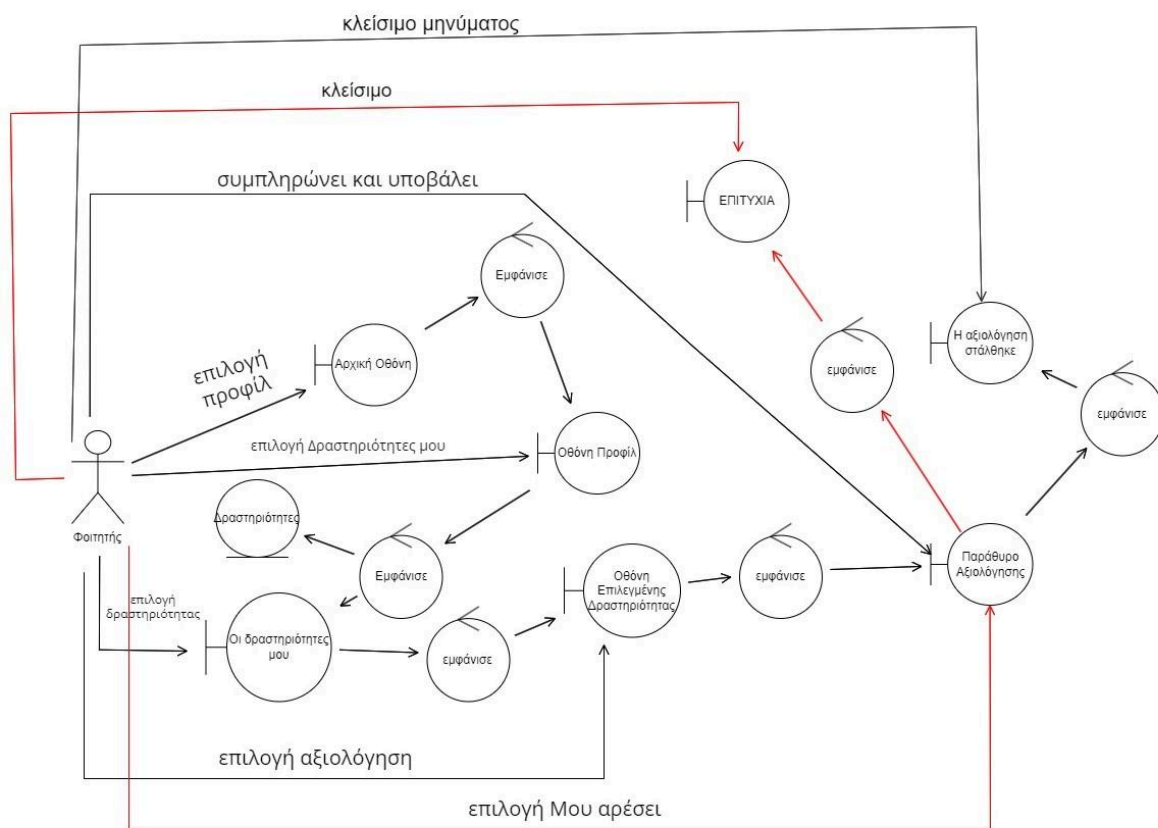 κλείσιμο μηνύματος
κλείσιμο
συμπληρώνει και υποβάλει
ΕΠΙΤΥΧΙΑ
Εμφάνισε
Η αξιολόγηση
στάλθηκε
Αρχική Οθόνη
εμφάνισε
επιλογή
προφίλ
εμφάνισε
επιλογή Δραστηριότητες μου
Οθόνη Προφίλ
Δραστηριότητες
Φοιτητής
Παράθυρο
Αξιολόγησης
Εμφάνισε
Οθόνη
Επιλεγμένης
Δραστηριότητας
εμφάνισε
επιλογή
δραστηριότητας
Οι δραστηριότητες
μου
εμφάνισε
επιλογή αξιολόγηση
επιλογή Μου αρέσει